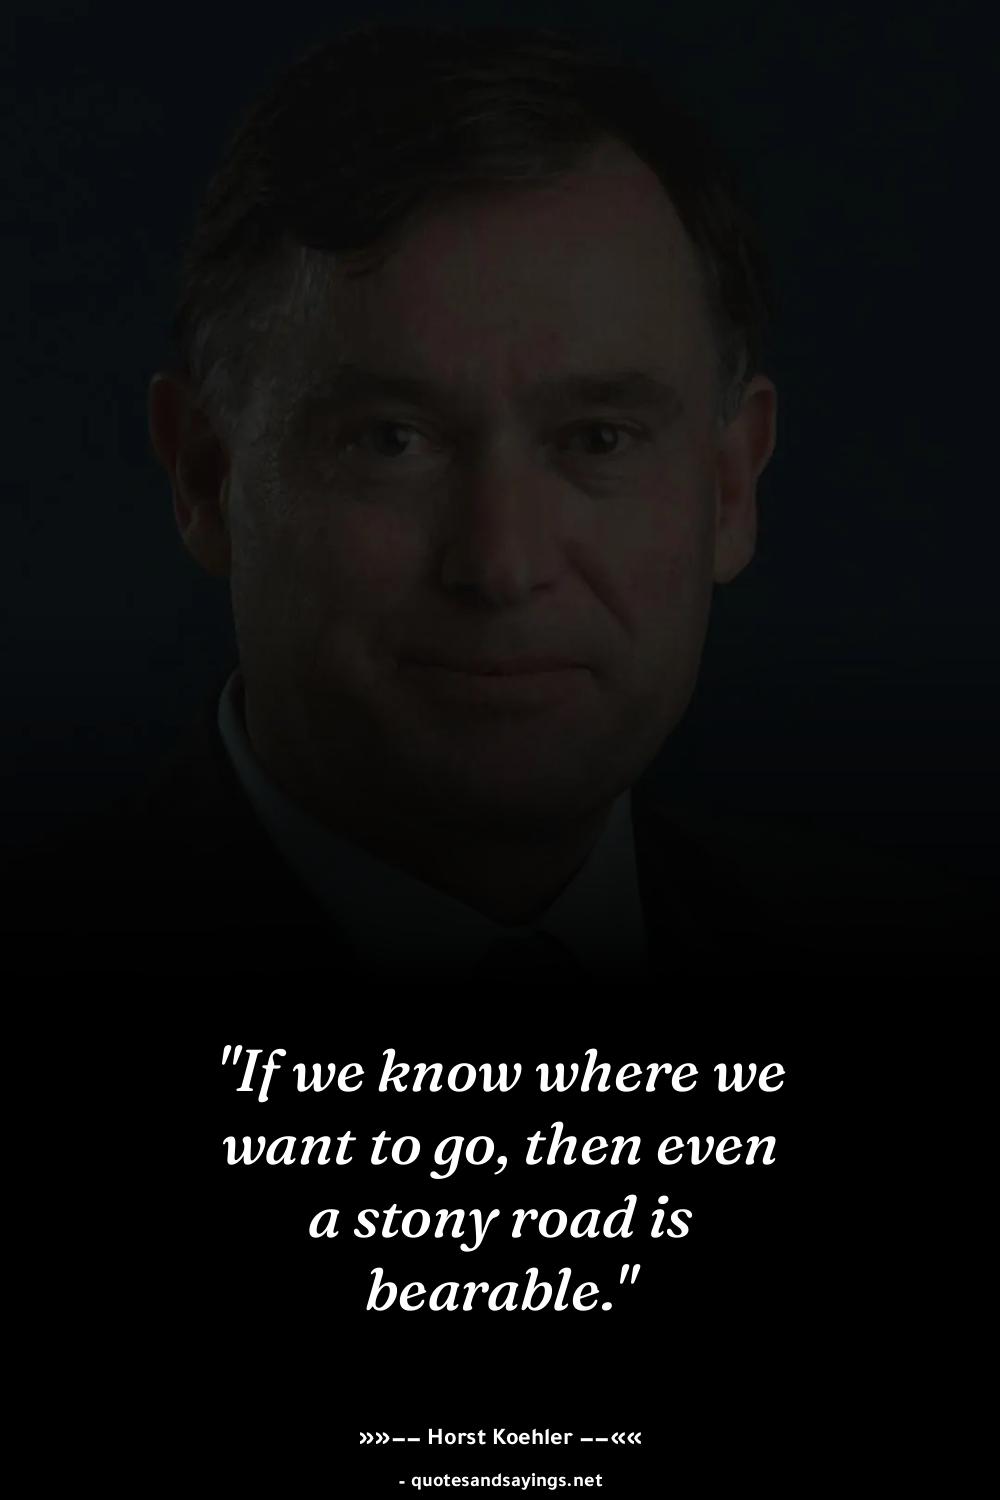 "If we know where we
want to go, then even
a stony road is
bearable."
»»–– Horst Koehler ––««
- quotesandsayings.net